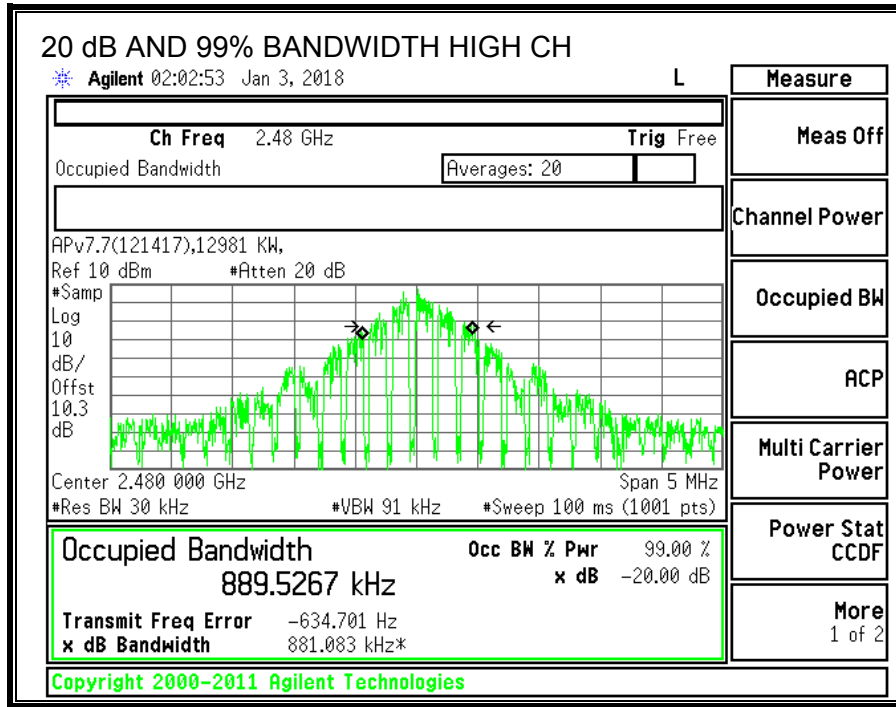 20 dB AND 99% BANDWIDTH HIGH CH
Agilent 02:02:53 Jan 3, 2018 L
Measure
Ch Freq 2.48 GHz Trig Free
Occupied Bandwidth Averages: 20
APv7.7(121417),12981 KW,
Ref 10 dBm #Atten 20 dB
#Samp
Log
10
dB/
Offst
10.3
dB
Center 2.480 000 GHz Span 5 MHz
#Res BW 30 kHz #VBW 91 kHz #Sweep 100 ms (1001 pts)
Occupied Bandwidth Occ BW % Pwr 99.00 %
889.5267 kHz x dB -20.00 dB
Transmit Freq Error -634.701 Hz
x dB Bandwidth 881.083 kHz*
Copyright 2000-2011 Agilent Technologies
Meas Off
Channel Power
Occupied BW
ACP
Multi Carrier
Power
Power Stat
CCDF
More
1 of 2